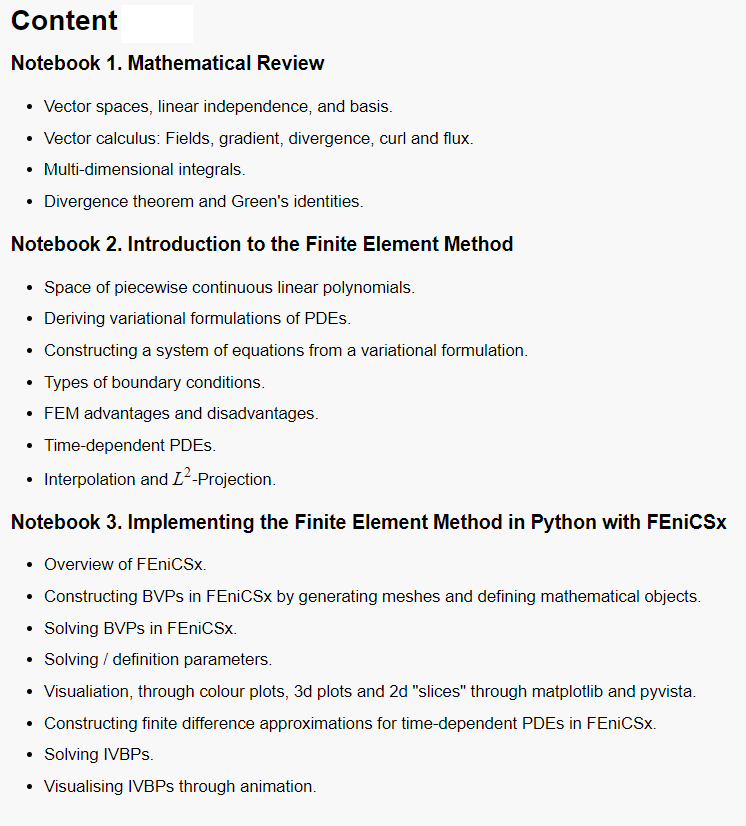 Content
Notebook 1. Mathematical Review
• Vector spaces, linear independence, and basis.
• Vector calculus: Fields, gradient, divergence, curl and flux.
• Multi-dimensional integrals.
• Divergence theorem and Green's identities.
Notebook 2. Introduction to the Finite Element Method
• Space of piecewise continuous linear polynomials.
• Deriving variational formulations of PDEs.
• Constructing a system of equations from a variational formulation.
• Types of boundary conditions.
• FEM advantages and disadvantages.
• Time-dependent PDEs.
• Interpolation and L²-Projection.
Notebook 3. Implementing the Finite Element Method in Python with FEniCSx
• Overview of FEniCSx.
• Constructing BVPs in FEniCSx by generating meshes and defining mathematical objects.
• Solving BVPs in FEniCSx.
• Solving / definition parameters.
• Visualiation, through colour plots, 3d plots and 2d "slices" through matplotlib and pyvista.
• Constructing finite difference approximations for time-dependent PDEs in FEniCSx.
• Solving IVBPs.
• Visualising IVBPs through animation.